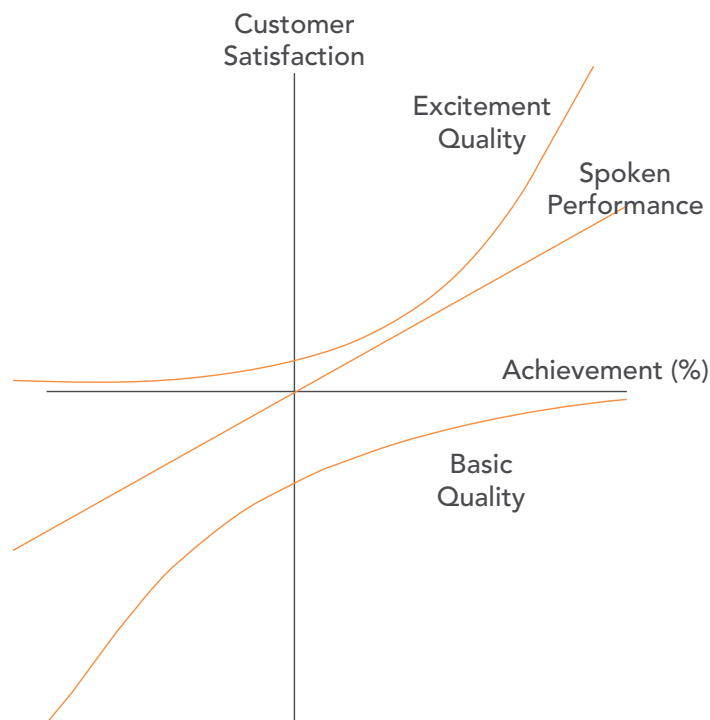 Customer
Satisfaction
Excitement
Quality
Spoken
Performance
Achievement (%)
Basic
Quality